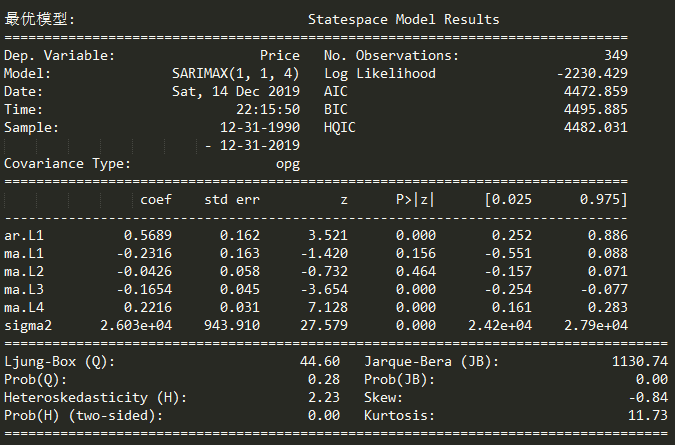 最优模型:                             Statespace Model Results
==============================================================================
Dep. Variable:                  Price   No. Observations:                  349
Model:               SARIMAX(1, 1, 4)   Log Likelihood               -2230.429
Date:                Sat, 14 Dec 2019   AIC                           4472.859
Time:                        22:15:50   BIC                           4495.885
Sample:                    12-31-1990   HQIC                          4482.031
                         - 12-31-2019
Covariance Type:                  opg
==============================================================================
                 coef    std err          z      P>|z|      [0.025      0.975]
------------------------------------------------------------------------------
ar.L1          0.5689      0.162      3.521      0.000       0.252       0.886
ma.L1         -0.2316      0.163     -1.420      0.156      -0.551       0.088
ma.L2         -0.0426      0.058     -0.732      0.464      -0.157       0.071
ma.L3         -0.1654      0.045     -3.654      0.000      -0.254      -0.077
ma.L4          0.2216      0.031      7.128      0.000       0.161       0.283
sigma2      2.603e+04    943.910     27.579      0.000    2.42e+04    2.79e+04
===================================================================================
Ljung-Box (Q):                       44.60   Jarque-Bera (JB):              1130.74
Prob(Q):                              0.28   Prob(JB):                         0.00
Heteroskedasticity (H):               2.23   Skew:                            -0.84
Prob(H) (two-sided):                  0.00   Kurtosis:                        11.73
===================================================================================